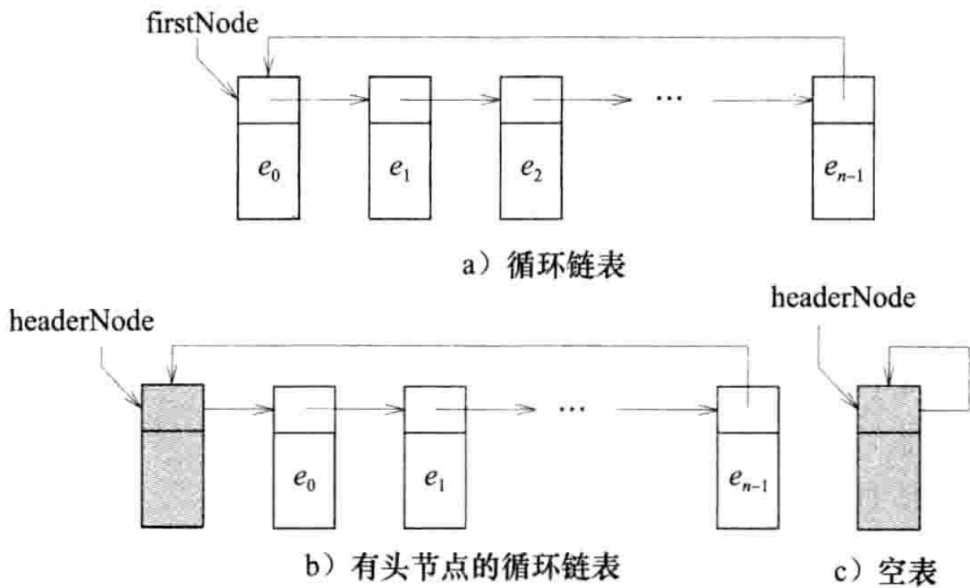 firstNode
e0 e1 e2 ··· en−1
a）循环链表
headerNode headerNode
e0 e1 ··· en−1
b）有头节点的循环链表 c）空表